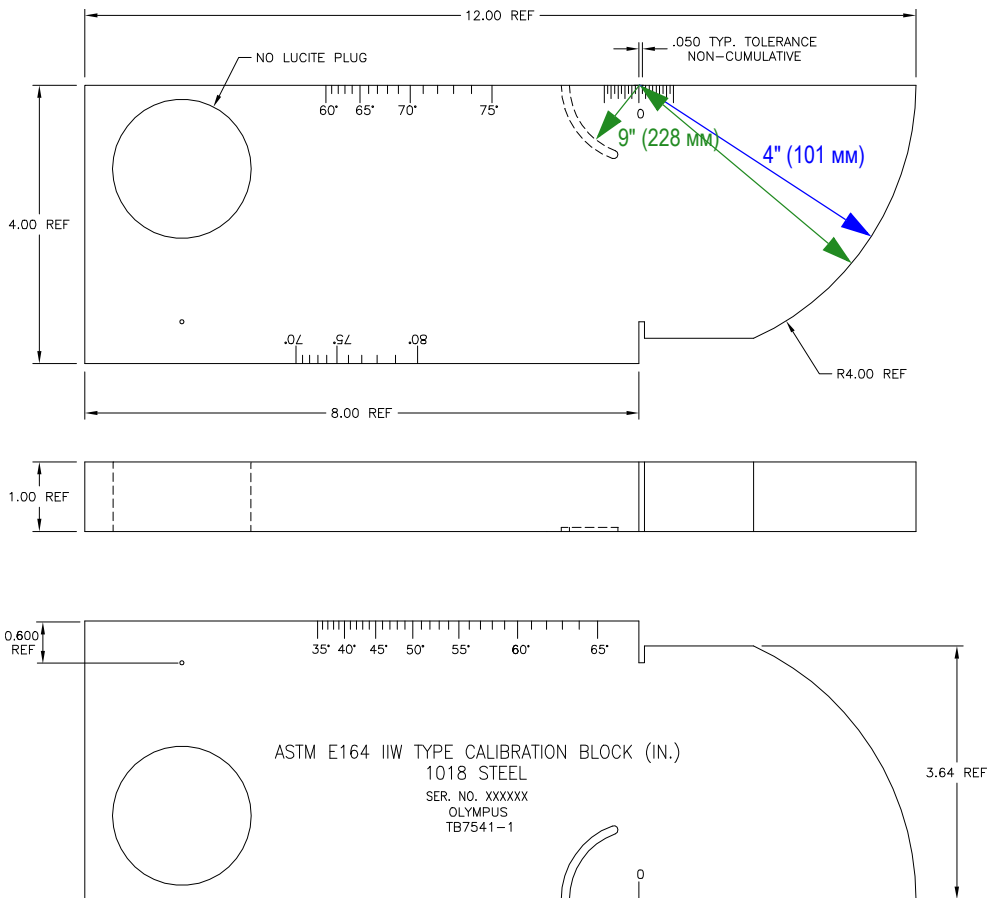 12.00 REF
.050 TYP. TOLERANCE
NON-CUMULATIVE
NO LUCITE PLUG
60° 65° 70° 75°
0
9" (228 мм)
4" (101 мм)
4.00 REF
70° 75° 80°
R4.00 REF
8.00 REF
1.00 REF
0.600
REF
35° 40° 45° 50° 55° 60° 65°
ASTM E164 IIW TYPE CALIBRATION BLOCK (IN.)
1018 STEEL
SER. NO. XXXXXX
OLYMPUS
TB7541-1
3.64 REF
0